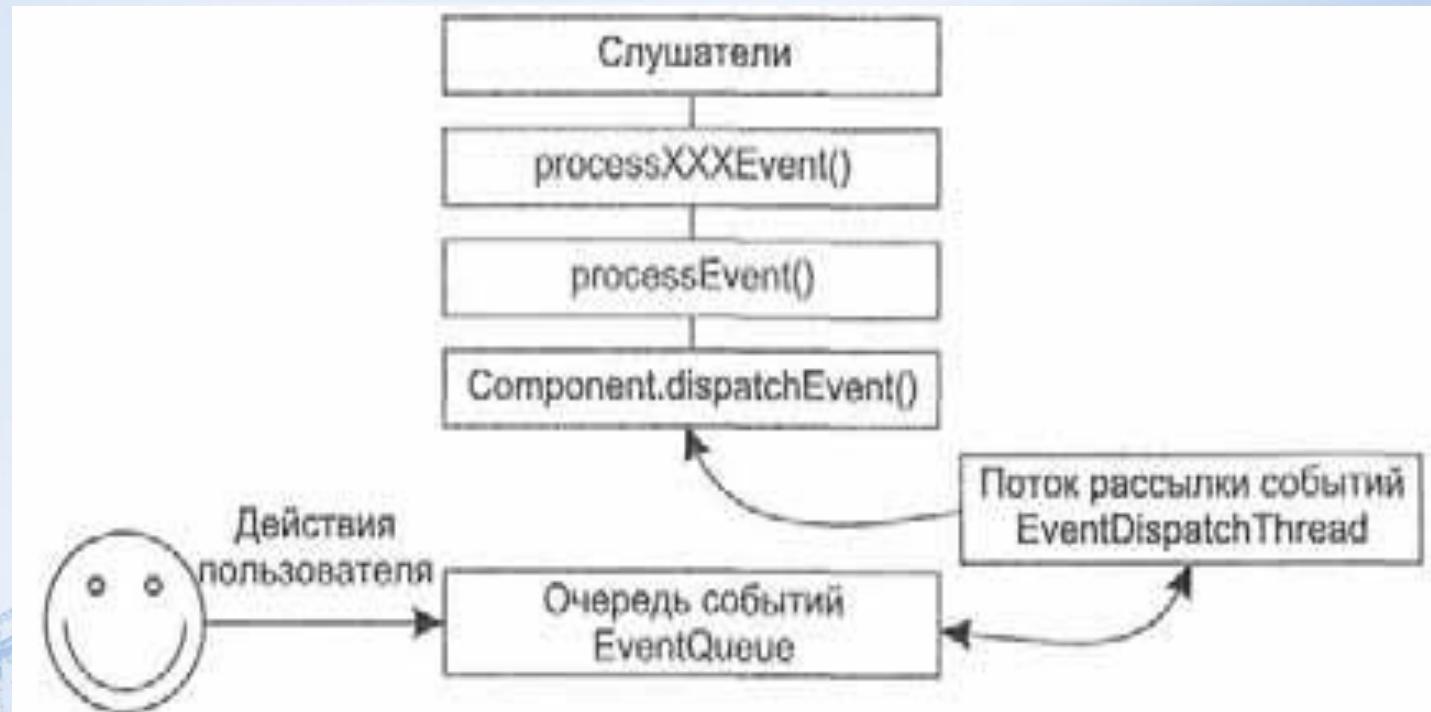 Слушатели
processXXXEvent()
processEvent()
Component.dispatchEvent()
Поток рассылки событий
EventDispatchThread
Действия
пользователя
Очередь событий
EventQueue